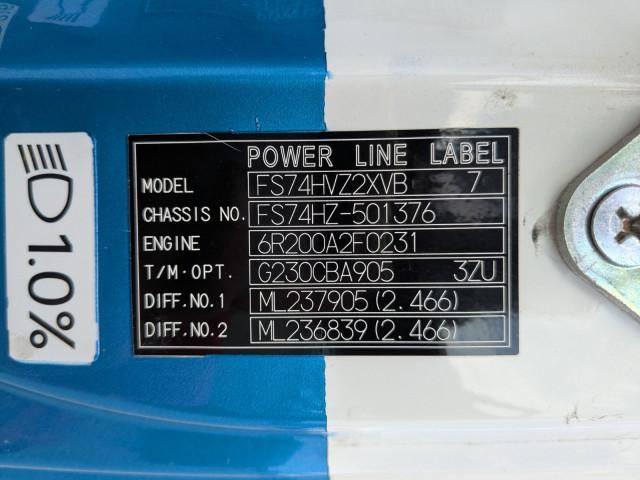 POWER LINE LABEL
MODEL FS74HVZ2XVB 7
CHASSIS NO. FS74HZ-501376
ENGINE 6R200A2F0231
T/M·OPT. G230CBA905 3ZU
DIFF.NO.1 ML237905(2.466)
DIFF.NO.2 ML236839(2.466)
1.0%